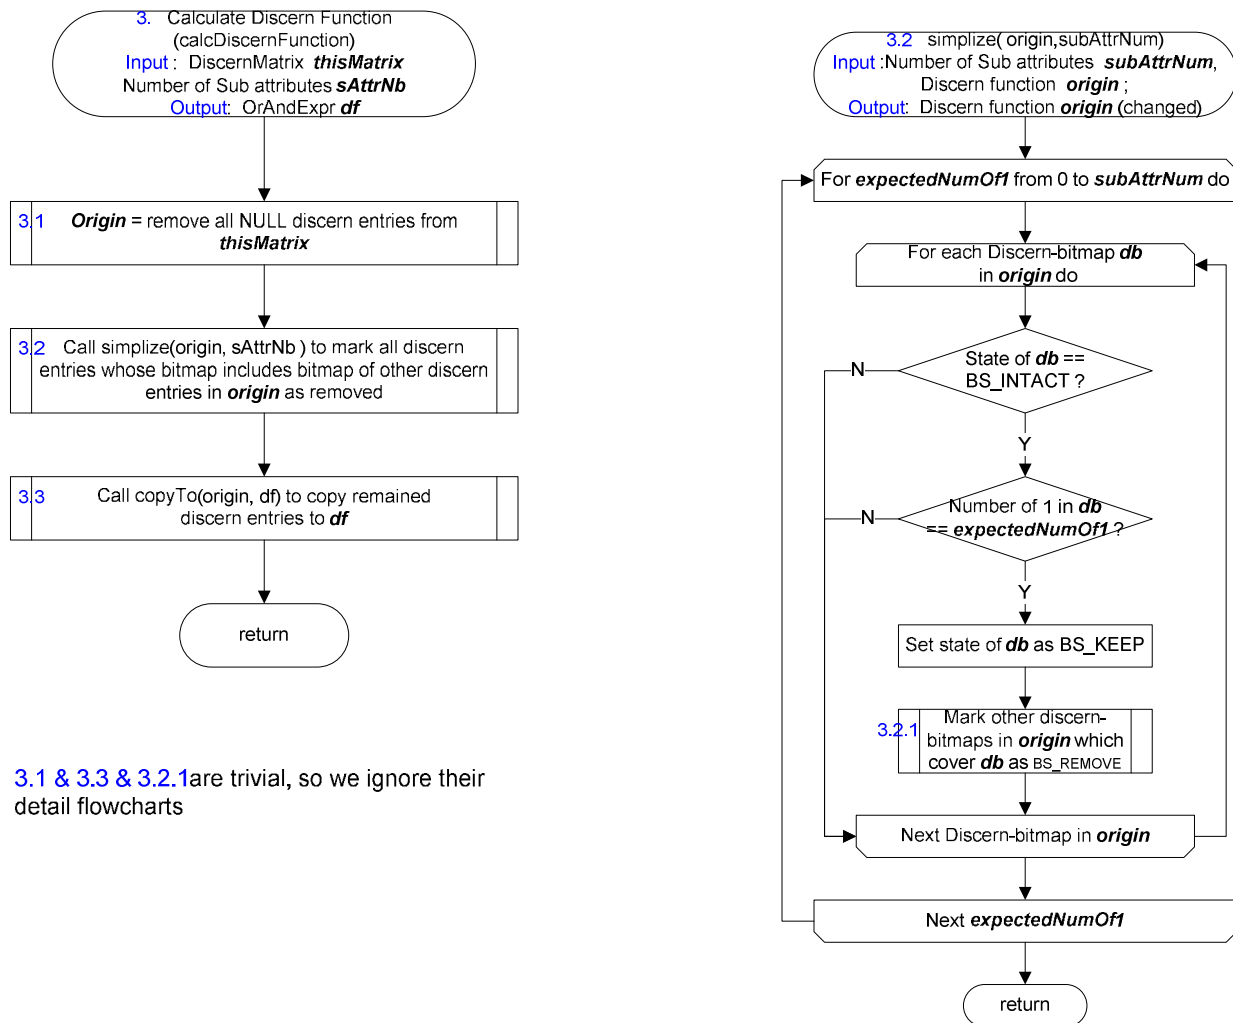 3. Calculate Discern Function
(calcDiscernFunction)
Input : DiscernMatrix thisMatrix
Number of Sub attributes sAttrNb
Output: OrAndExpr df
3.1 Origin = remove all NULL discern entries from
thisMatrix
3.2 Call simplize(origin, sAttrNb ) to mark all discern
entries whose bitmap includes bitmap of other discern
entries in origin as removed
3.3 Call copyTo(origin, df) to copy remained
discern entries to df
return
3.1 & 3.3 & 3.2.1are trivial, so we ignore their
detail flowcharts
3.2 simplize( origin,subAttrNum)
Input :Number of Sub attributes subAttrNum,
Discern function origin ;
Output: Discern function origin (changed)
For expectedNumOf1 from 0 to subAttrNum do
For each Discern-bitmap db
in origin do
State of db ==
BS_INTACT ?
N
Y
Number of 1 in db
== expectedNumOf1 ?
N
Y
Set state of db as BS_KEEP
3.2.1 Mark other discern-
bitmaps in origin which
cover db as BS_REMOVE
Next Discern-bitmap in origin
Next expectedNumOf1
return